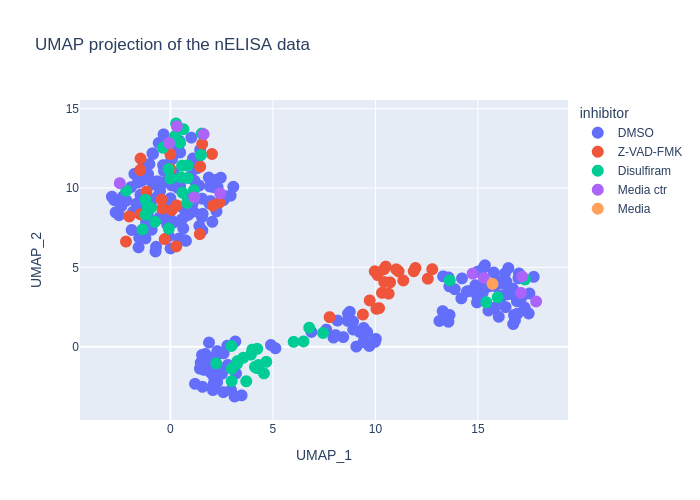 UMAP projection of the nELISA data
inhibitor
DMSO
Z-VAD-FMK
Disulfiram
Media ctr
Media
15
10
5
0
UMAP_2
0
5
10
15
UMAP_1